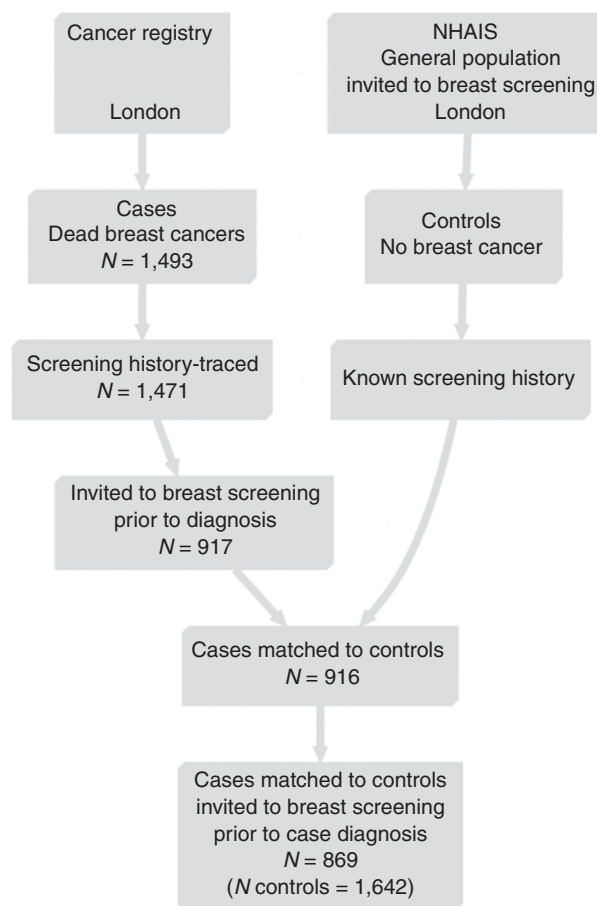 Cancer registry
London
NHAIS
General population
invited to breast screening
London
Cases
Dead breast cancers
N = 1,493
Controls
No breast cancer
Screening history-traced
N = 1,471
Known screening history
Invited to breast screening
prior to diagnosis
N = 917
Cases matched to controls
N = 916
Cases matched to controls
invited to breast screening
prior to case diagnosis
N = 869
(N controls = 1,642)